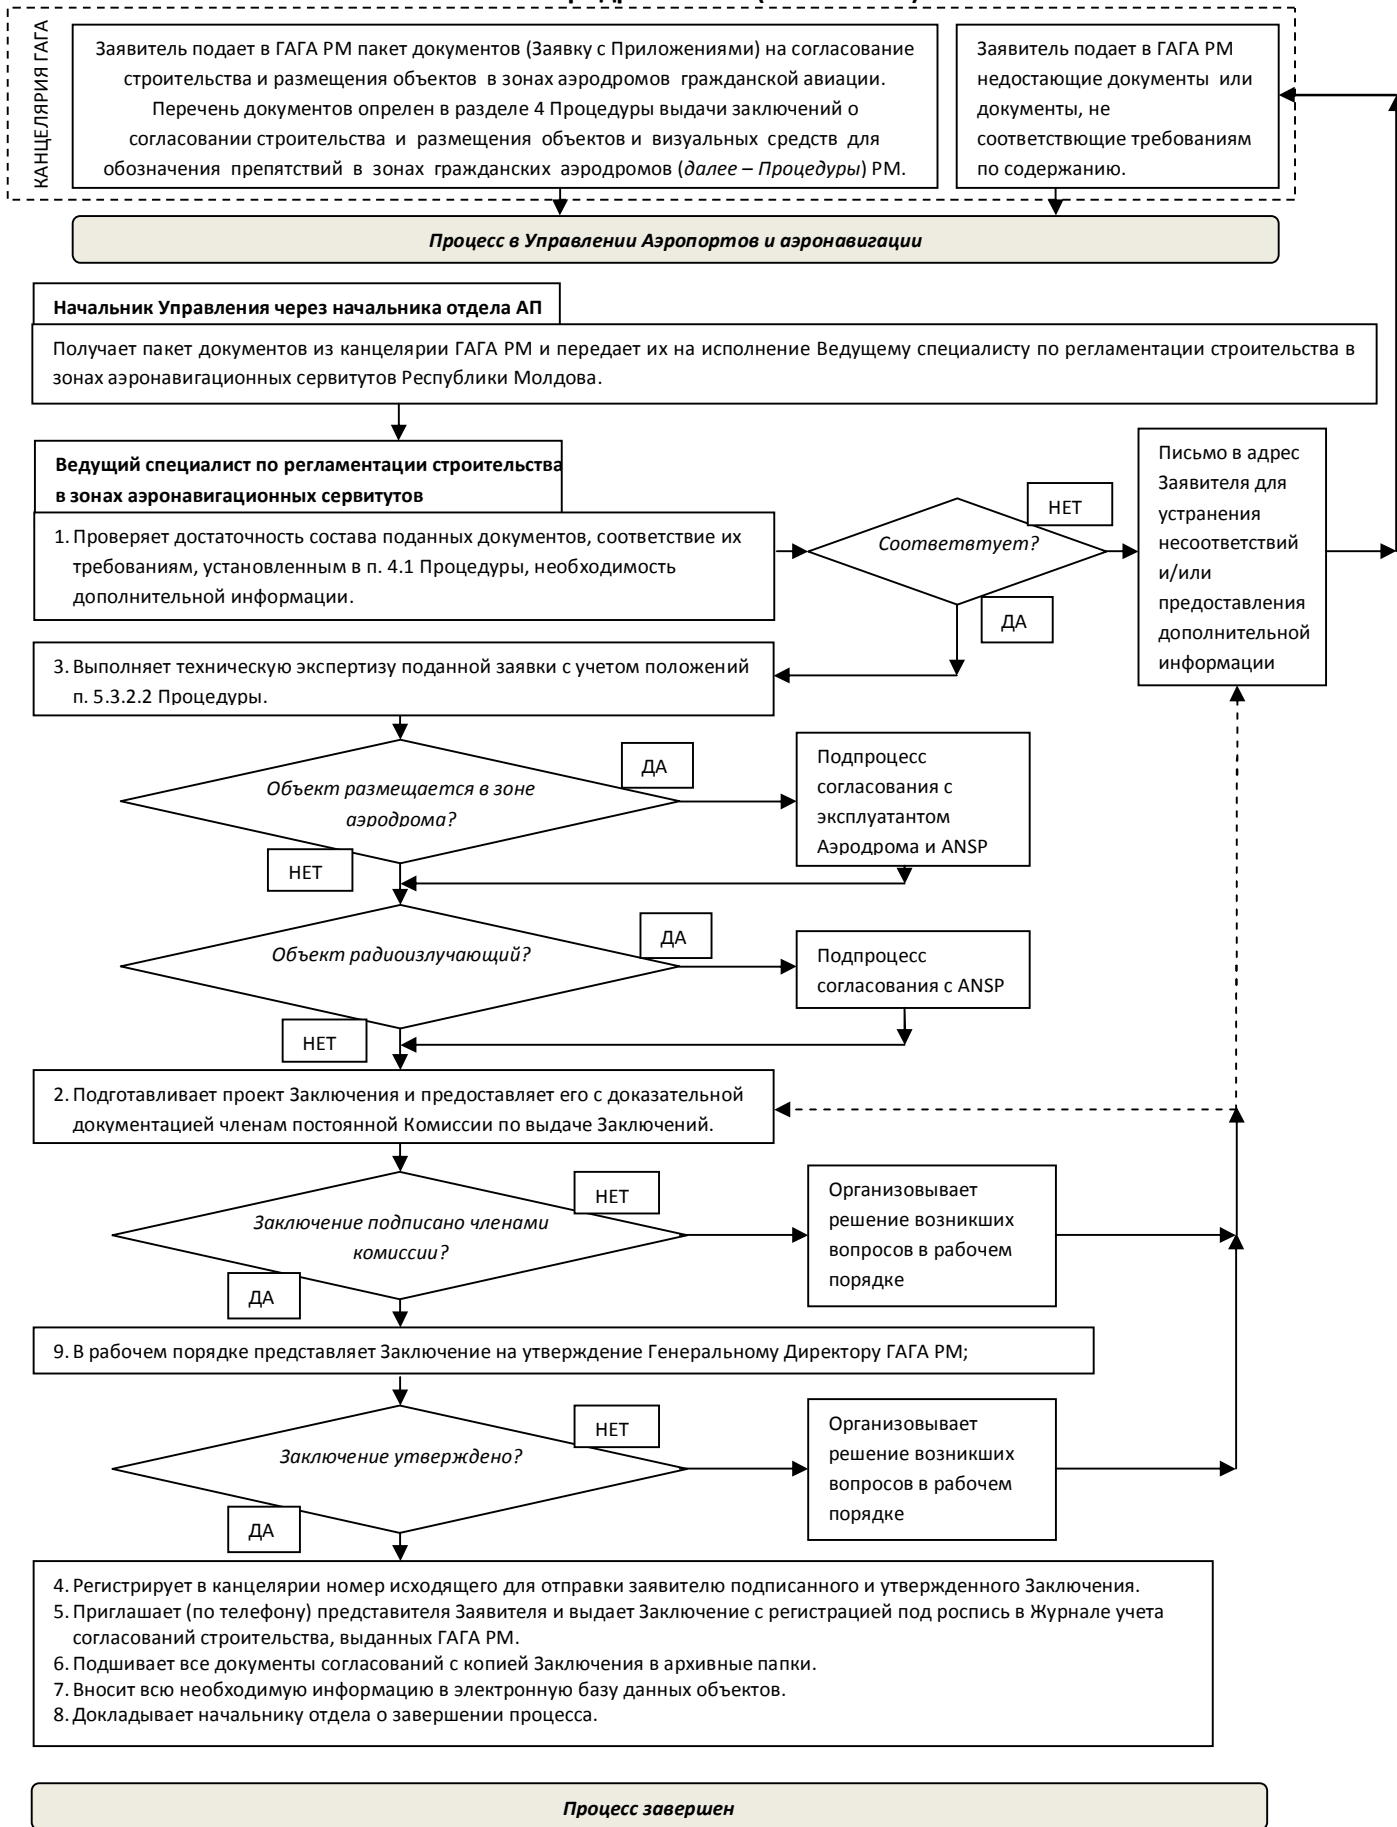 КАНЦЕЛЯРИЯ ГАГА
Заявитель подает в ГАГА РМ пакет документов (Заявку с Приложениями) на согласование
строительства и размещения объектов в зонах аэродромов гражданской авиации.
Перечень документов опрелен в разделе 4 Процедуры выдачи заключений о
согласовании строительства и размещения объектов и визуальных средств для
обозначения препятствий в зонах гражданских аэродромов (далее – Процедуры) РМ.
Заявитель подает в ГАГА РМ
недостающие документы или
документы, не
соответствующие требованиям
по содержанию.
Процесс в Управлении Аэропортов и аэронавигации
Начальник Управления через начальника отдела АП
Получает пакет документов из канцелярии ГАГА РМ и передает их на исполнение Ведущему специалисту по регламентации строительства в
зонах аэронавигационных сервитутов Республики Молдова.
Ведущий специалист по регламентации строительства
в зонах аэронавигационных сервитутов
1. Проверяет достаточность состава поданных документов, соответствие их
требованиям, установленным в п. 4.1 Процедуры, необходимость
дополнительной информации.
Соответвтует?
НЕТ
ДА
Письмо в адрес
Заявителя для
устранения
несоответствий
и/или
предоставления
дополнительной
информации
3. Выполняет техническую экспертизу поданной заявки с учетом положений
п. 5.3.2.2 Процедуры.
Объект размещается в зоне
аэродрома?
ДА
НЕТ
Подпроцесс
согласования с
эксплуатантом
Аэродрома и ANSP
Объект радиоизлучающий?
ДА
НЕТ
Подпроцесс
согласования с ANSP
2. Подготавливает проект Заключения и предоставляет его с доказательной
документацией членам постоянной Комиссии по выдаче Заключений.
Заключение подписано членами
комиссии?
НЕТ
ДА
Организовывает
решение возникших
вопросов в рабочем
порядке
9. В рабочем порядке представляет Заключение на утверждение Генеральному Директору ГАГА РМ;
Заключение утверждено?
НЕТ
ДА
Организовывает
решение возникших
вопросов в рабочем
порядке
4. Регистрирует в канцелярии номер исходящего для отправки заявителю подписанного и утвержденного Заключения.
5. Приглашает (по телефону) представителя Заявителя и выдает Заключение с регистрацией под роспись в Журнале учета
согласований строительства, выданных ГАГА РМ.
6. Подшивает все документы согласований с копией Заключения в архивные папки.
7. Вносит всю необходимую информацию в электронную базу данных объектов.
8. Докладывает начальнику отдела о завершении процесса.
Процесс завершен